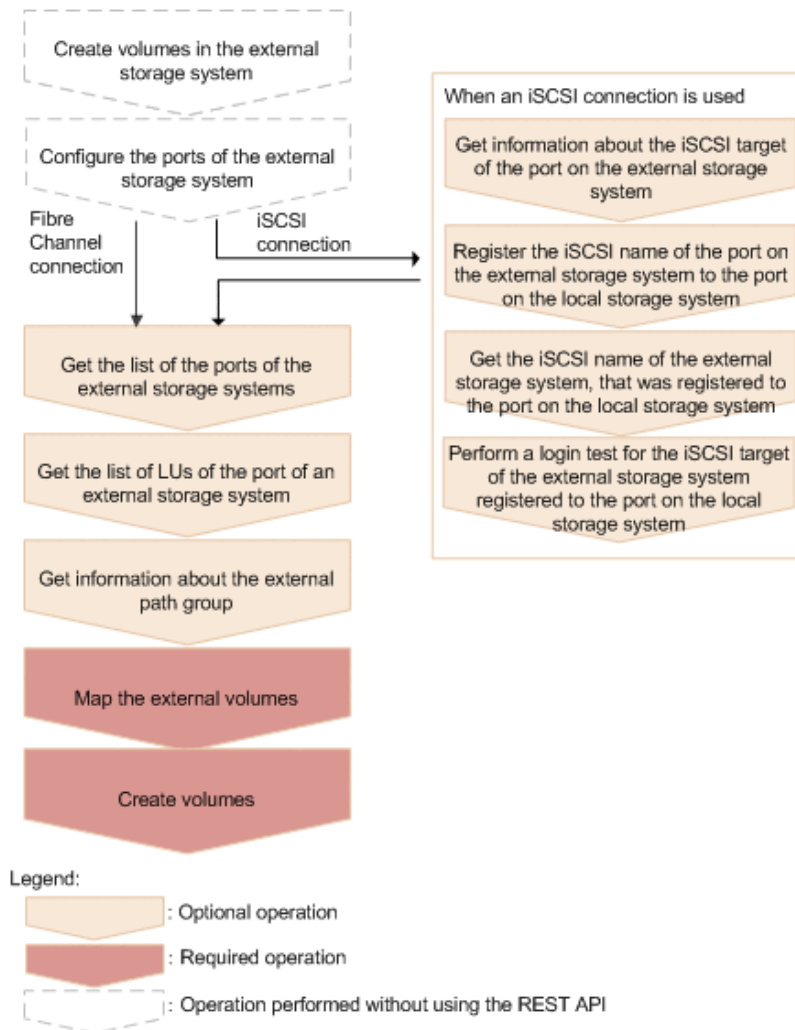 Create volumes in the external
storage system
Configure the ports of the external
storage system
Fibre
Channel
connection
iSCSI
connection
When an iSCSI connection is used
Get information about the iSCSI target
of the port on the external storage
system
Register the iSCSI name of the port on
the external storage system to the port
on the local storage system
Get the iSCSI name of the external
storage system, that was registered to
the port on the local storage system
Perform a login test for the iSCSI target
of the external storage system
registered to the port on the local
storage system
Get the list of the ports of the
external storage systems
Get the list of LUs of the port of an
external storage system
Get information about the external
path group
Map the external volumes
Create volumes
Legend:
: Optional operation
: Required operation
: Operation performed without using the REST API